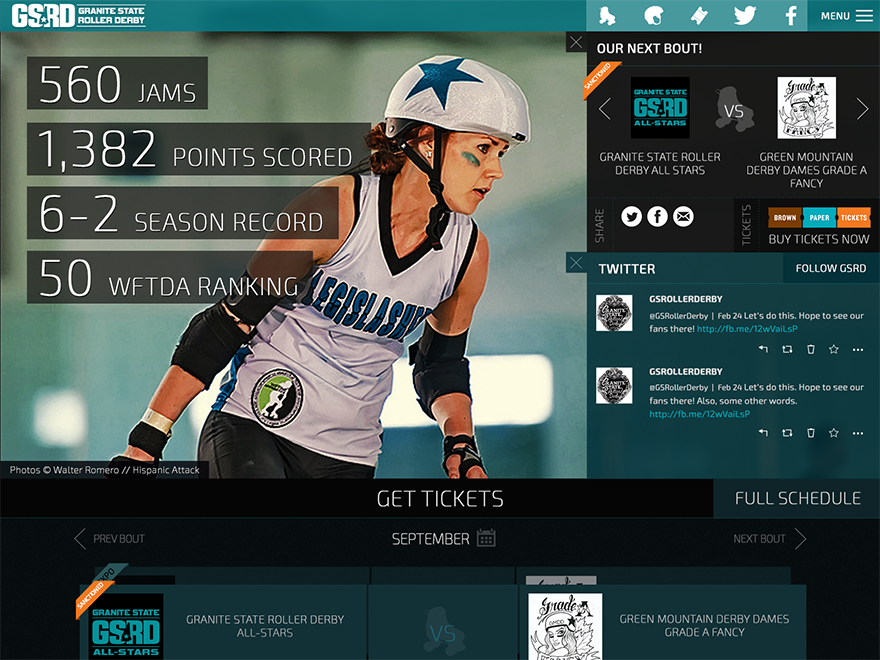 GSRD GRANITE STATE
ROLLER DERBY
MENU
560 JAMS
1,382 POINTS SCORED
6-2 SEASON RECORD
50 WFTDA RANKING
LEGISLASHY
Photos © Walter Romero // Hispanic Attack
OUR NEXT BOUT!
SANCTIONED
GRANITE STATE
GSRD
ALL-STARS
VS
Grade A
FANCY
GRANITE STATE ROLLER
DERBY ALL STARS
GREEN MOUNTAIN
DERBY DAMES GRADE A
FANCY
SHARE
TICKETS
BROWN PAPER TICKETS
BUY TICKETS NOW
TWITTER
FOLLOW GSRD
GSROLLERDERBY
@GSRollerDerby | Feb 24 Let's do this. Hope to see our
fans there! http://fb.me/12wVaiLsP
GSROLLERDERBY
@GSRollerDerby | Feb 24 Let's do this. Hope to see our
fans there! Also, some other words.
http://fb.me/12wVaiLsP
GET TICKETS
FULL SCHEDULE
PREV BOUT
SEPTEMBER
NEXT BOUT
SANCTIONED
GRANITE STATE
GSRD
ALL-STARS
GRANITE STATE ROLLER DERBY
ALL-STARS
VS
Grade A
GMDD
GREEN MOUNTAIN DERBY DAMES
GRADE A FANCY